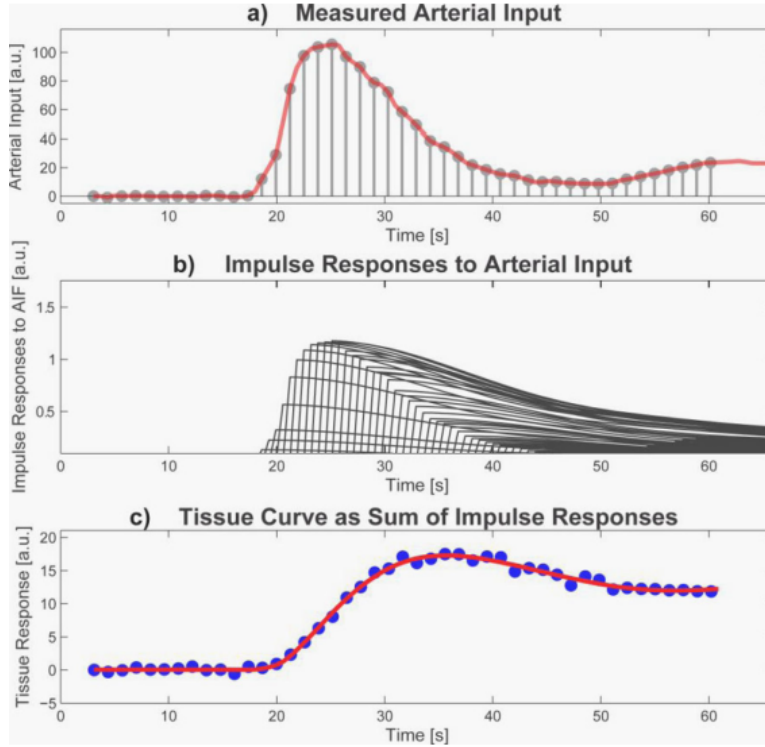 a) Measured Arterial Input
Arterial Input [a.u.]
100
80
60
40
20
0
0 10 20 30 40 50 60
Time [s]
b) Impulse Responses to Arterial Input
Impulse Responses to AIF [a.u.]
1.5
1
0.5
0 10 20 30 40 50 60
Time [s]
c) Tissue Curve as Sum of Impulse Responses
Tissue Response [a.u.]
20
15
10
5
0
−5
0 10 20 30 40 50 60
Time [s]